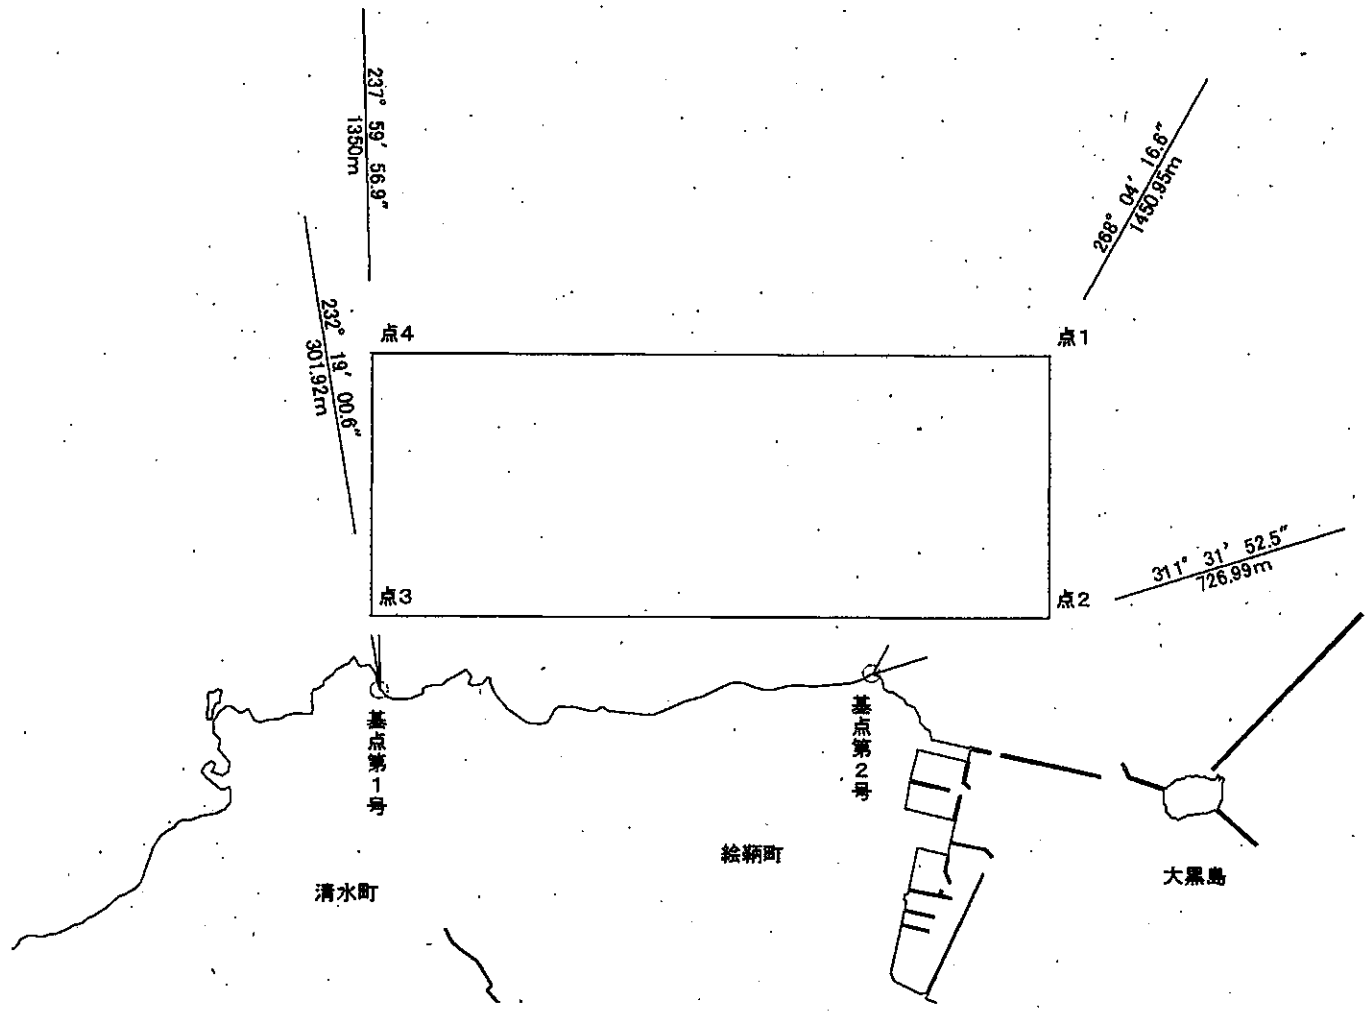 237° 59′ 56.9″
1350m
268° 04′ 16.6″
1450.95m
232° 19′ 00.6″
301.92m
点4
点1
311° 31′ 52.5″
726.99m
点3
点2
基点第1号
基点第2号
絵鞆町
清水町
大黒島